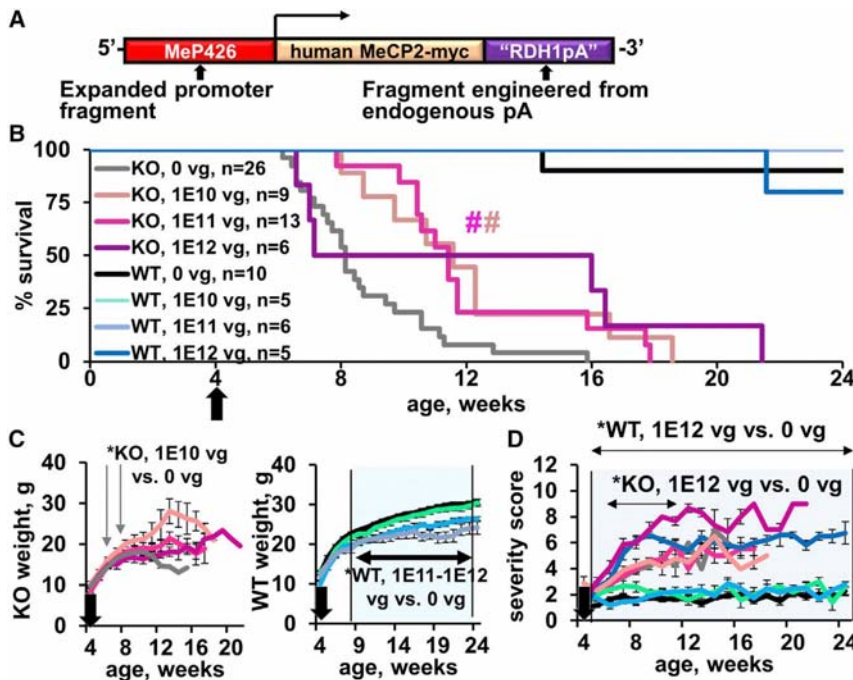 A
5' MeP426 human MeCP2-myc "RDH1pA" -3'
Expanded promoter
fragment
Fragment engineered from
endogenous pA
B
% survival
100
75
50
25
0
KO, 0 vg, n=26
KO, 1E10 vg, n=9
KO, 1E11 vg, n=13
KO, 1E12 vg, n=6
WT, 0 vg, n=10
WT, 1E10 vg, n=5
WT, 1E11 vg, n=6
WT, 1E12 vg, n=5
##
0 4 8 12 16 20 24
age, weeks
C
KO weight, g
40
30
20
10
0
*KO, 1E10 vg
vs. 0 vg
4 8 12 16 20
age, weeks
WT weight, g
40
30
20
10
0
*WT, 1E11-1E12
vg vs. 0 vg
4 9 14 19 24
age, weeks
D
*WT, 1E12 vg vs. 0 vg
*KO, 1E12 vg vs. 0 vg
severity score
12
10
8
6
4
2
0
4 8 12 16 20 24
age, weeks